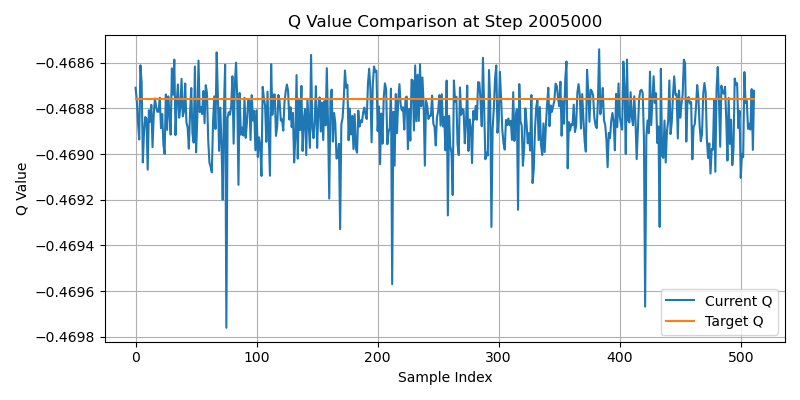 Q Value Comparison at Step 2005000
Q Value
−0.4686
−0.4688
−0.4690
−0.4692
−0.4694
−0.4696
−0.4698
0
100
200
300
400
500
Sample Index
Current Q
Target Q